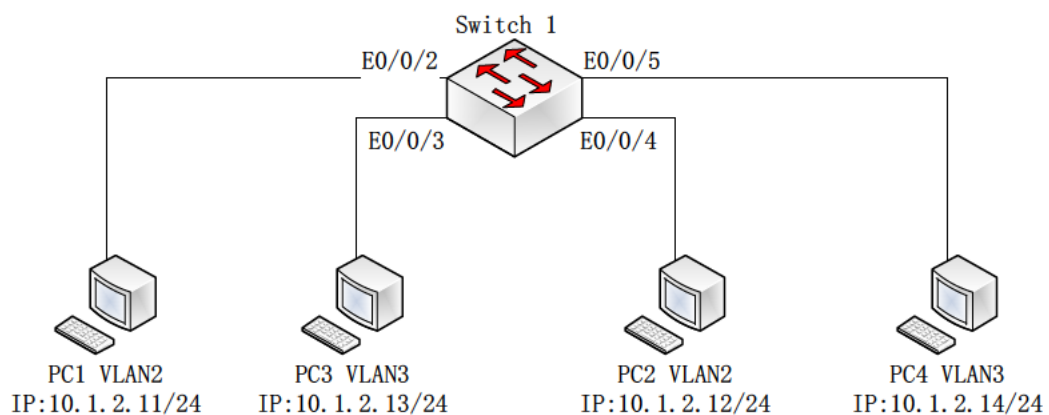 Switch 1
E0/0/2
E0/0/5
E0/0/3
E0/0/4
PC1 VLAN2
IP:10.1.2.11/24
PC3 VLAN3
IP:10.1.2.13/24
PC2 VLAN2
IP:10.1.2.12/24
PC4 VLAN3
IP:10.1.2.14/24